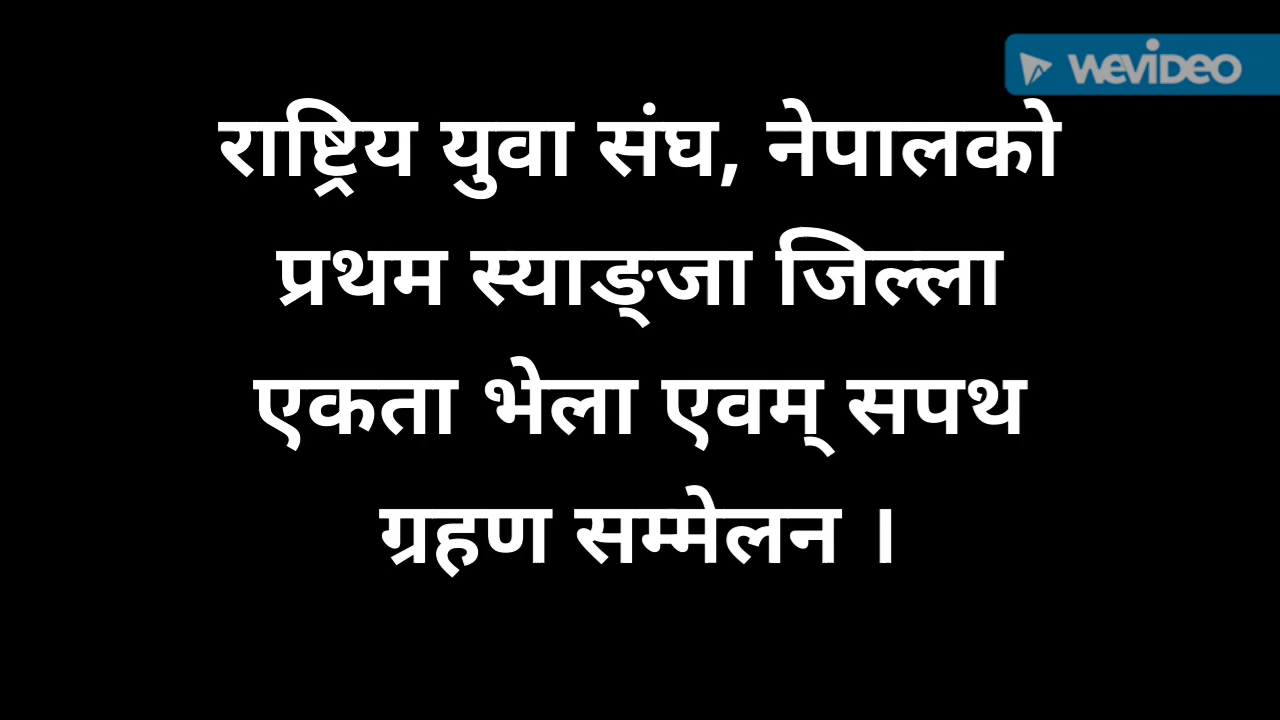 WEVIDEO
राष्ट्रिय युवा संघ, नेपालको
प्रथम स्याङ्जा जिल्ला
एकता भेला एवम् सपथ
ग्रहण सम्मेलन ।